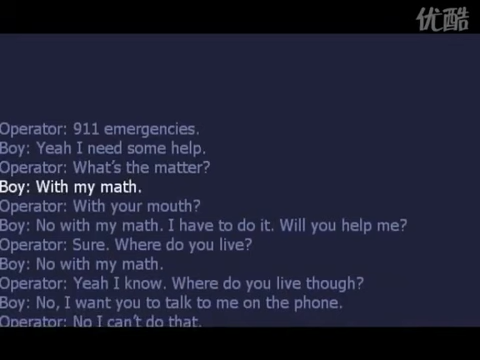 优酷
Operator: 911 emergencies.
Boy: Yeah I need some help.
Operator: What's the matter?
Boy: With my math.
Operator: With your mouth?
Boy: No with my math. I have to do it. Will you help me?
Operator: Sure. Where do you live?
Boy: No with my math.
Operator: Yeah I know. Where do you live though?
Boy: No, I want you to talk to me on the phone.
Operator: No I can't do that.